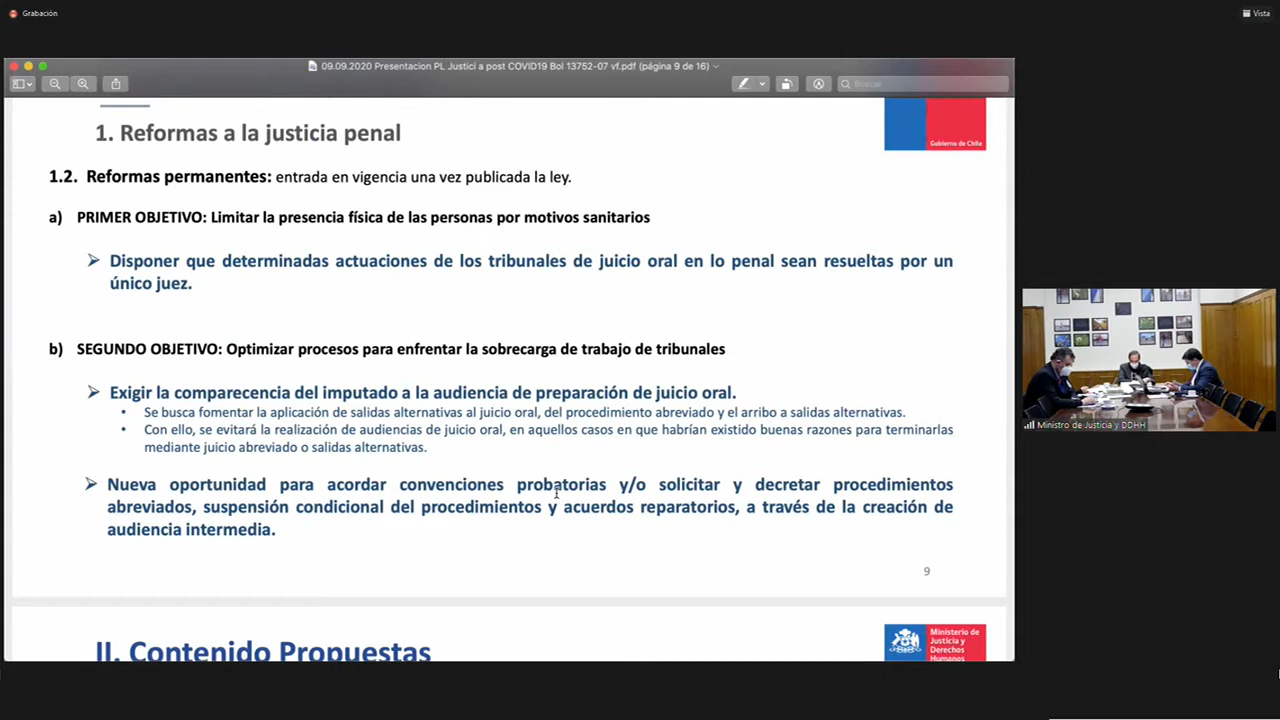 Grabación
Vista
09.09.2020 Presentacion PL Justici a post COVID19 Bol 13752-07 vf.pdf (página 9 de 16)
Buscar
1. Reformas a la justicia penal
Gobierno de Chile
1.2. Reformas permanentes: entrada en vigencia una vez publicada la ley.
a) PRIMER OBJETIVO: Limitar la presencia física de las personas por motivos sanitarios
Disponer que determinadas actuaciones de los tribunales de juicio oral en lo penal sean resueltas por un
único juez.
b) SEGUNDO OBJETIVO: Optimizar procesos para enfrentar la sobrecarga de trabajo de tribunales
Exigir la comparecencia del imputado a la audiencia de preparación de juicio oral.
• Se busca fomentar la aplicación de salidas alternativas al juicio oral, del procedimiento abreviado y el arribo a salidas alternativas.
• Con ello, se evitará la realización de audiencias de juicio oral, en aquellos casos en que habrían existido buenas razones para terminarlas
mediante juicio abreviado o salidas alternativas.
Nueva oportunidad para acordar convenciones probatorias y/o solicitar y decretar procedimientos
abreviados, suspensión condicional del procedimientos y acuerdos reparatorios, a través de la creación de
audiencia intermedia.
9
Ministro de Justicia y DDHH
II. Contenido Propuestas
Ministerio de
Justicia y
Derechos
Humanos